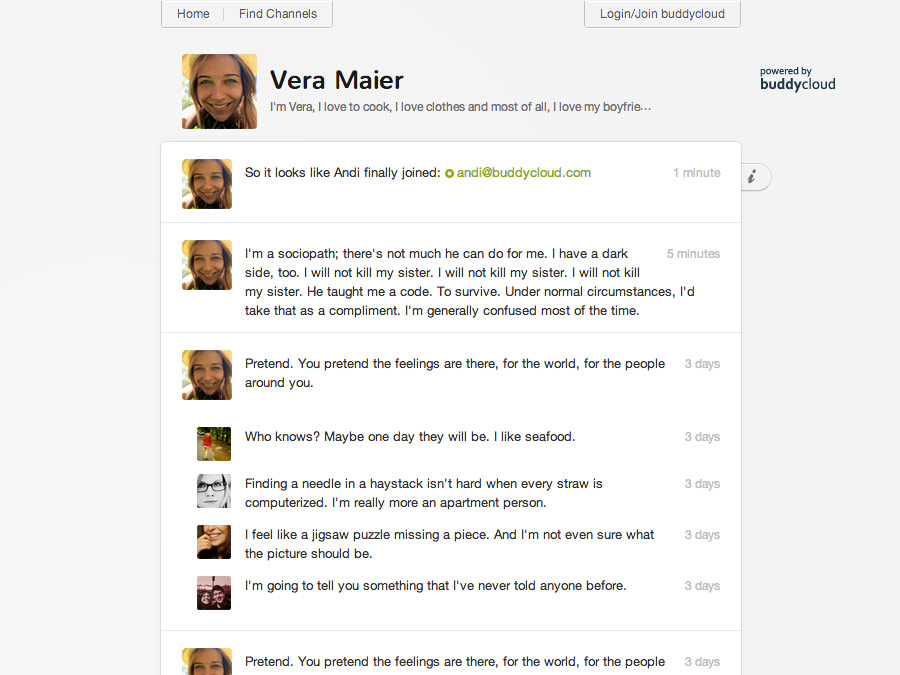 Home
Find Channels
Login/Join buddycloud
Vera Maier
I'm Vera, I love to cook, I love clothes and most of all, I love my boyfrie...
powered by
buddycloud
So it looks like Andi finally joined: andi@buddycloud.com
1 minute
i
I'm a sociopath; there's not much he can do for me. I have a dark
5 minutes
side, too. I will not kill my sister. I will not kill my sister. I will not kill
my sister. He taught me a code. To survive. Under normal circumstances, I'd
take that as a compliment. I'm generally confused most of the time.
Pretend. You pretend the feelings are there, for the world, for the people
3 days
around you.
Who knows? Maybe one day they will be. I like seafood.
3 days
Finding a needle in a haystack isn't hard when every straw is
3 days
computerized. I'm really more an apartment person.
I feel like a jigsaw puzzle missing a piece. And I'm not even sure what
3 days
the picture should be.
I'm going to tell you something that I've never told anyone before.
3 days
Pretend. You pretend the feelings are there, for the world, for the people
3 days